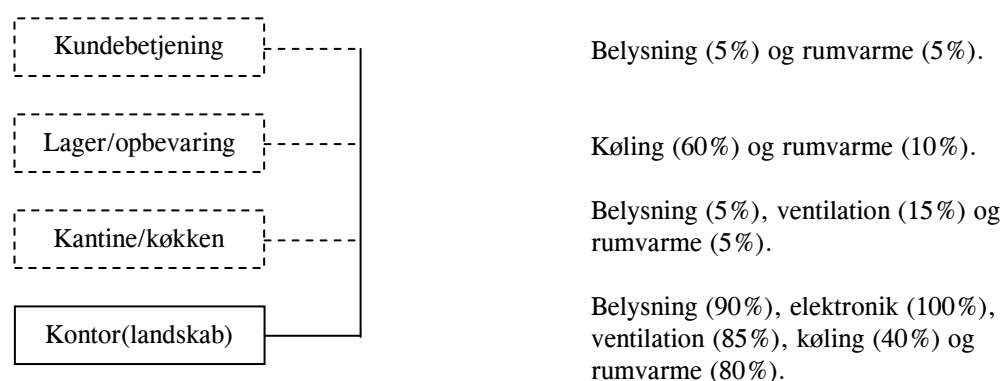 Kundebetjening
Belysning (5%) og rumvarme (5%).
Lager/opbevaring
Køling (60%) og rumvarme (10%).
Kantine/køkken
Belysning (5%), ventilation (15%) og
rumvarme (5%).
Kontor(landskab)
Belysning (90%), elektronik (100%),
ventilation (85%), køling (40%) og
rumvarme (80%).